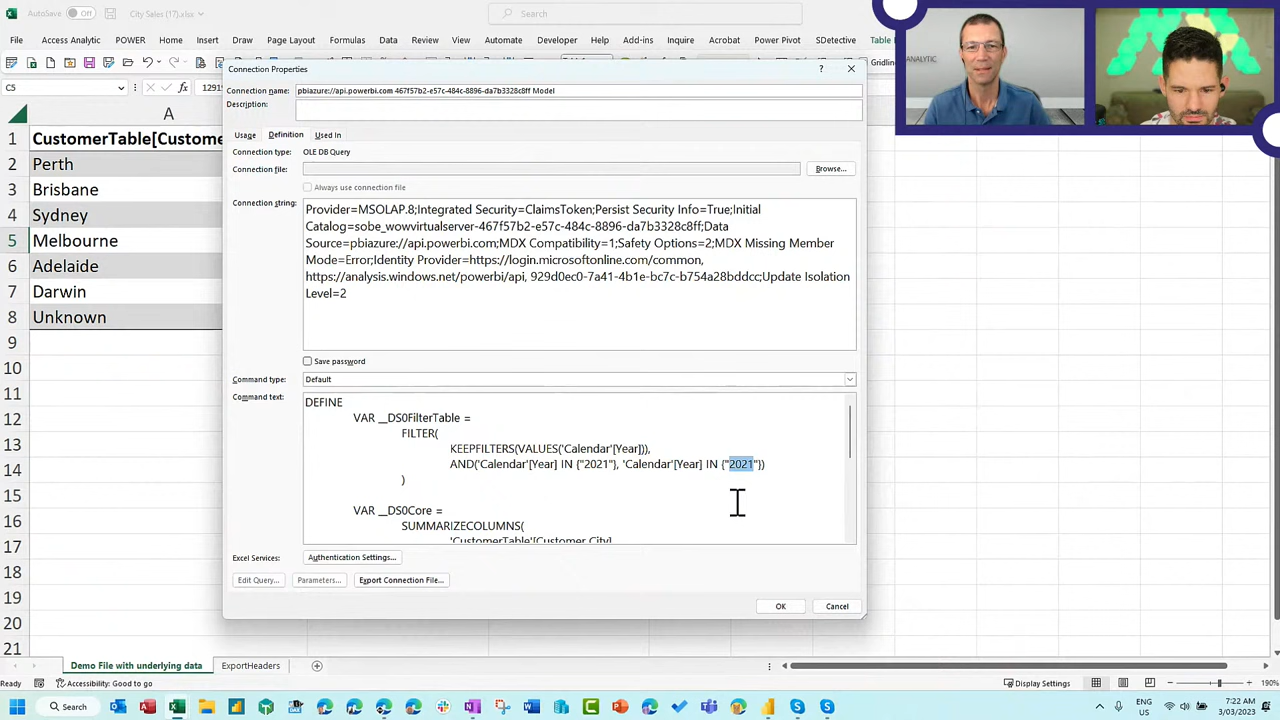 AutoSave
Off
City Sales (17).xlsx
Search
File
Access Analytic
POWER
Home
Insert
Draw
Page Layout
Formulas
Data
Review
View
Automate
Developer
Help
Add-ins
Inquire
Acrobat
Power Pivot
SDetective
Table
Gridlin
C5
1291
A
1
CustomerTable[Custome
2
Perth
3
Brisbane
4
Sydney
5
Melbourne
6
Adelaide
7
Darwin
8
Unknown
9
10
11
12
13
14
15
16
17
18
19
20
21
Connection Properties
?
Connection name:
pbiazure://api.powerbi.com 467f57b2-e57c-484c-8896-da7b3328c8ff Model
Description:
Usage
Definition
Used In
Connection type:
OLE DB Query
Connection file:
Browse...
Always use connection file
Connection string:
Provider=MSOLAP.8;Integrated Security=ClaimsToken;Persist Security Info=True;Initial
Catalog=sobe_wowvirtualserver-467f57b2-e57c-484c-8896-da7b3328c8ff;Data
Source=pbiazure://api.powerbi.com;MDX Compatibility=1;Safety Options=2;MDX Missing Member
Mode=Error;Identity Provider=https://login.microsoftonline.com/common,
https://analysis.windows.net/powerbi/api, 929d0ec0-7a41-4b1e-bc7c-b754a28bddcc;Update Isolation
Level=2
Save password
Command type:
Default
Command text:
DEFINE
VAR __DS0FilterTable =
FILTER(
KEEPFILTERS(VALUES('Calendar'[Year])),
AND('Calendar'[Year] IN {"2021"}, 'Calendar'[Year] IN {"2021"})
)
VAR __DS0Core =
SUMMARIZECOLUMNS(
'CustomerTable'[Customer City],
Excel Services:
Authentication Settings...
Edit Query...
Parameters...
Export Connection File...
OK
Cancel
ANALYTIC
Demo File with underlying data
ExportHeaders
Ready
Accessibility: Good to go
Display Settings
190%
Search
ENG
US
7:22 AM
3/03/2023